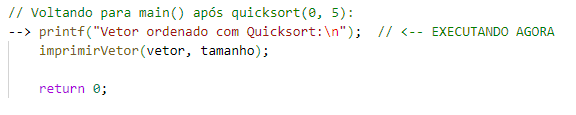 // Voltando para main() após quicksort(0, 5):
--> printf("Vetor ordenado com Quicksort:\n");  // <-- EXECUTANDO AGORA
    imprimirVetor(vetor, tamanho);
    return 0;